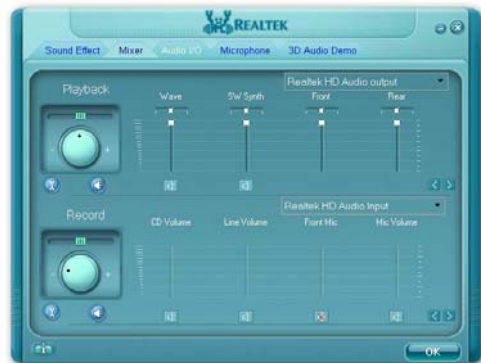 REALTEK
Sound Effect Mixer Audio I/O Microphone 3D Audio Demo
Realtek HD Audio output
Playback
Wave SW Synth Front Rear
Realtek HD Audio Input
Record
CD Volume Line Volume Front Mic Mic Volume
OK